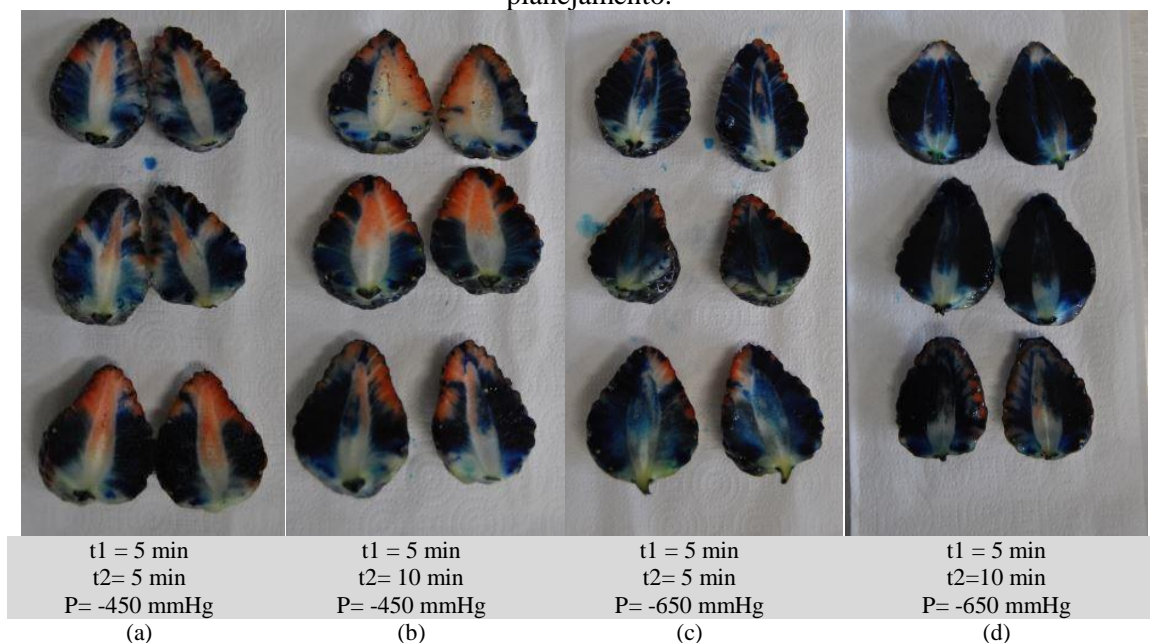 planejamento.
t1 = 5 min
t2= 5 min
P= -450 mmHg
(a)
t1 = 5 min
t2= 10 min
P= -450 mmHg
(b)
t1 = 5 min
t2= 5 min
P= -650 mmHg
(c)
t1 = 5 min
t2=10 min
P= -650 mmHg
(d)